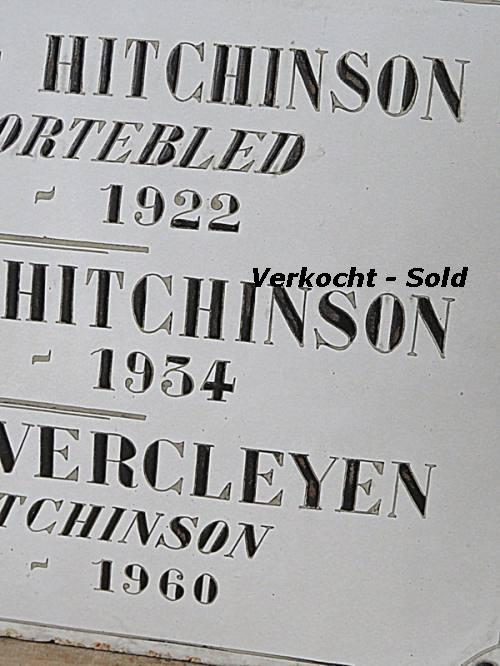 HITCHINSON
ORTEBLED
~ 1922
Verkocht - Sold
HITCHINSON
~ 1934
VERCLEYEN
TCHINSON
~ 1960